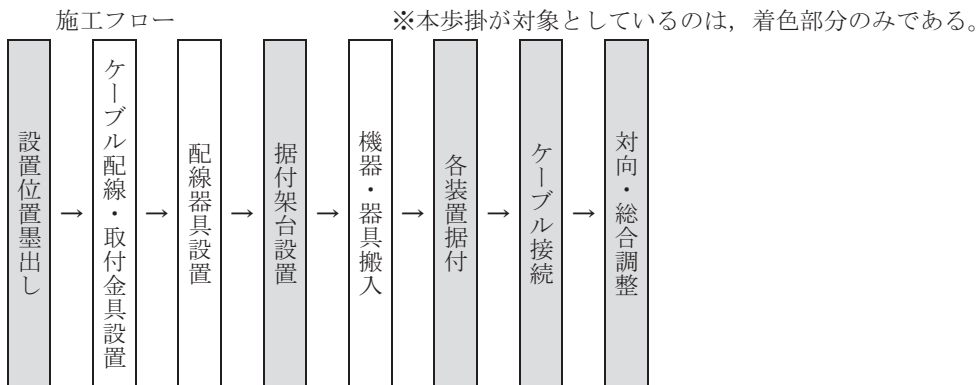 施工フロー
※本歩掛が対象としているのは，着色部分のみである。
設置位置墨出し
→
ケーブル配線・取付金具設置
→
配線器具設置
→
据付架台設置
→
機器・器具搬入
→
各装置据付
→
ケーブル接続
→
対向・総合調整